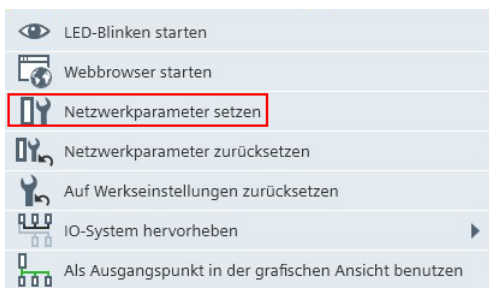 LED-Blinken starten
Webbrowser starten
Netzwerkparameter setzen
Netzwerkparameter zurücksetzen
Auf Werkseinstellungen zurücksetzen
IO-System hervorheben
Als Ausgangspunkt in der grafischen Ansicht benutzen